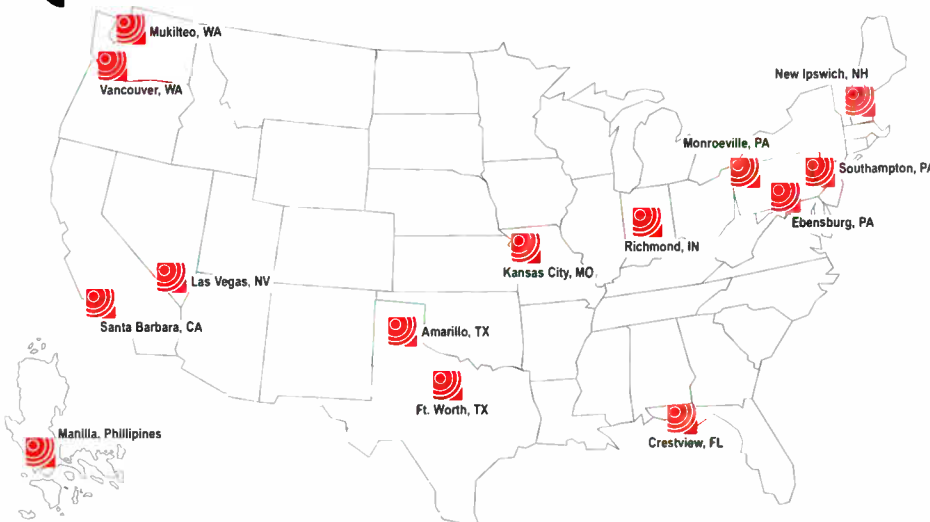 Mukilteo, WA
Vancouver, WA
New Ipswich, NH
Monroeville, PA
Southampton, PA
Ebensburg, PA
Richmond, IN
Kansas City, MO
Las Vegas, NV
Santa Barbara, CA
Amarillo, TX
Ft. Worth, TX
Crestview, FL
Manilla, Phillipines